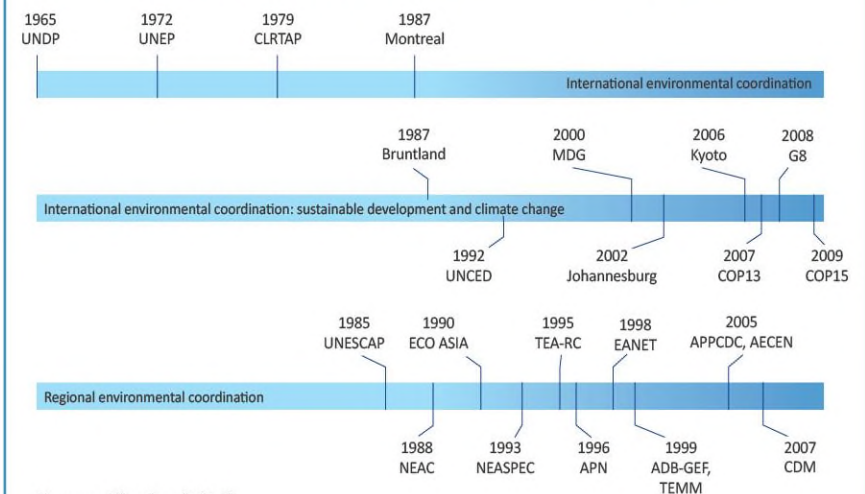 1965
UNDP
1972
UNEP
1979
CLRTAP
1987
Montreal
International environmental coordination
1987
Bruntland
2000
MDG
2006
Kyoto
2008
G8
International environmental coordination: sustainable development and climate change
1992
UNCED
2002
Johannesburg
2007
COP13
2009
COP15
1985
UNESCAP
1990
ECO ASIA
1995
TEA-RC
1998
EANET
2005
APPCDC, AECEN
Regional environmental coordination
1988
NEAC
1993
NEASPEC
1996
APN
1999
ADB-GEF,
TEMM
2007
CDM